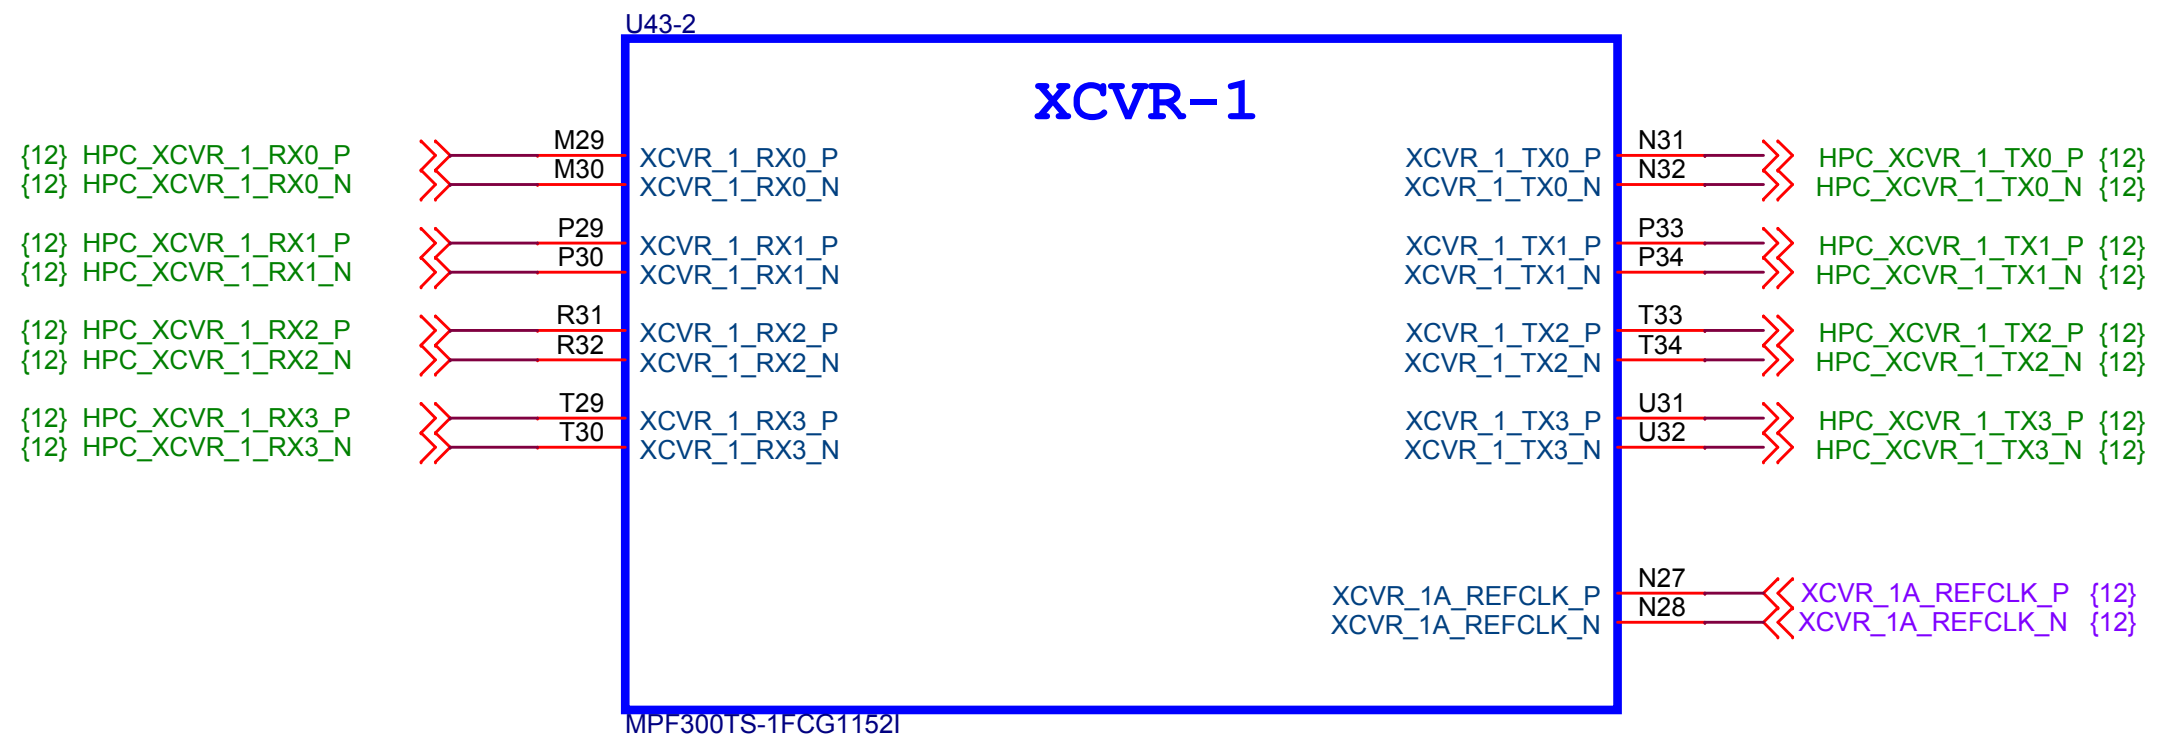 U43-2
XCVR-1
{12} HPC_XCVR_1_RX0_P M29 XCVR_1_RX0_P XCVR_1_TX0_P N31 HPC_XCVR_1_TX0_P {12}
{12} HPC_XCVR_1_RX0_N M30 XCVR_1_RX0_N XCVR_1_TX0_N N32 HPC_XCVR_1_TX0_N {12}
{12} HPC_XCVR_1_RX1_P P29 XCVR_1_RX1_P XCVR_1_TX1_P P33 HPC_XCVR_1_TX1_P {12}
{12} HPC_XCVR_1_RX1_N P30 XCVR_1_RX1_N XCVR_1_TX1_N P34 HPC_XCVR_1_TX1_N {12}
{12} HPC_XCVR_1_RX2_P R31 XCVR_1_RX2_P XCVR_1_TX2_P T33 HPC_XCVR_1_TX2_P {12}
{12} HPC_XCVR_1_RX2_N R32 XCVR_1_RX2_N XCVR_1_TX2_N T34 HPC_XCVR_1_TX2_N {12}
{12} HPC_XCVR_1_RX3_P T29 XCVR_1_RX3_P XCVR_1_TX3_P U31 HPC_XCVR_1_TX3_P {12}
{12} HPC_XCVR_1_RX3_N T30 XCVR_1_RX3_N XCVR_1_TX3_N U32 HPC_XCVR_1_TX3_N {12}
XCVR_1A_REFCLK_P N27 XCVR_1A_REFCLK_P {12}
XCVR_1A_REFCLK_N N28 XCVR_1A_REFCLK_N {12}
MPF300TS-1FCG1152I